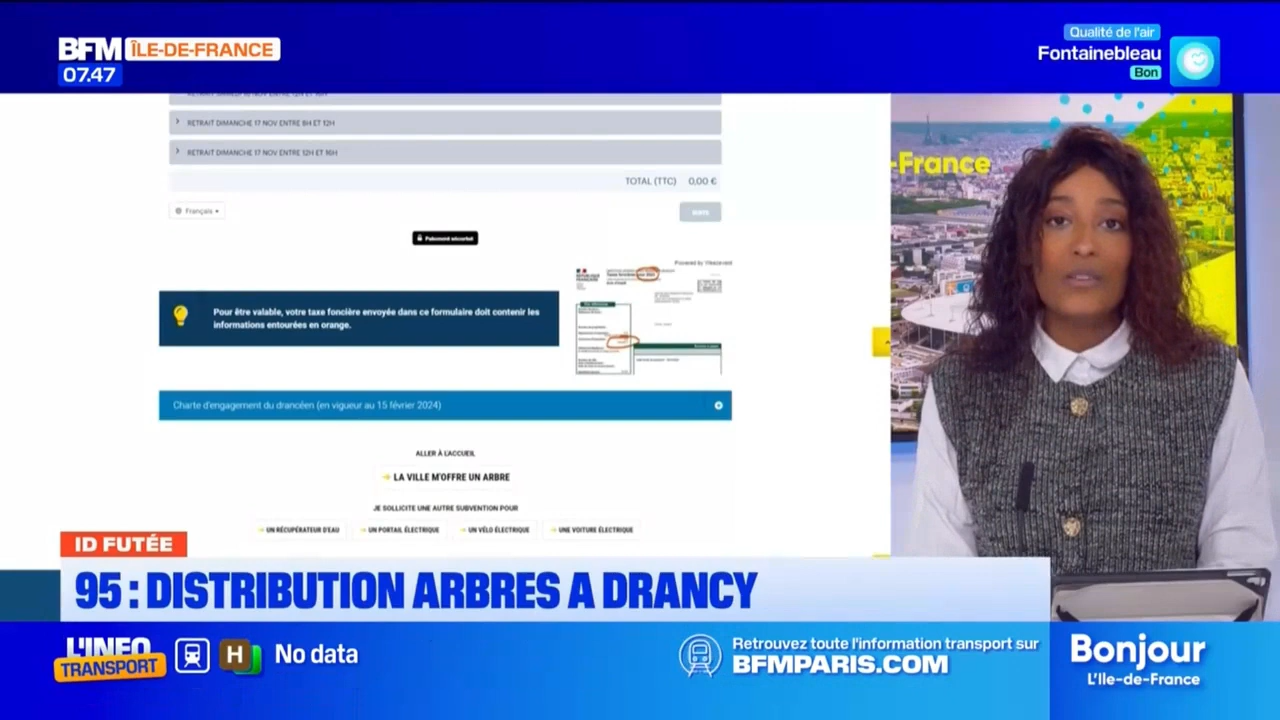 BFM ÎLE-DE-FRANCE
07.47
Qualité de l'air
Fontainebleau
Bon
RETRAIT DIMANCHE 17 NOV ENTRE 8H ET 12H
RETRAIT DIMANCHE 17 NOV ENTRE 12H ET 16H
TOTAL (TTC) 0,00 €
Français
Paiement sécurisé
Powered by
RÉPUBLIQUE
FRANÇAISE
Pour être valable, votre taxe foncière envoyée dans ce formulaire doit contenir les
informations entourées en orange.
Charte d'engagement du drancéen (en vigueur au 15 février 2024)
ALLER À L'ACCUEIL
LA VILLE M'OFFRE UN ARBRE
JE SOLLICITE UNE AUTRE SUBVENTION POUR
UN RÉCUPÉRATEUR D'EAU
UN PORTAIL ÉLECTRIQUE
UN VÉLO ÉLECTRIQUE
UNE VOITURE ÉLECTRIQUE
-France
ID FUTÉE
95 : DISTRIBUTION ARBRES A DRANCY
L'INFO
TRANSPORT
H
No data
Retrouvez toute l'information transport sur
BFMPARIS.COM
Bonjour
L'Ile-de-France